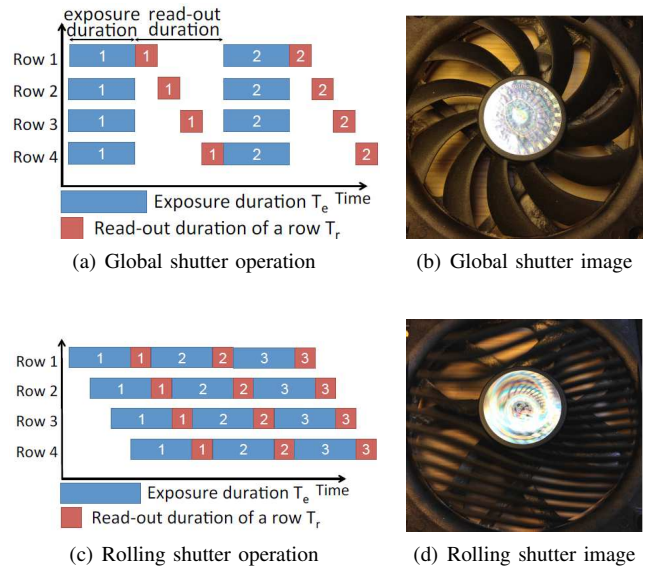 exposure read-out
duration duration
Row 1 1 1 2 2
Row 2 1 2 2
Row 3 1 2 2
Row 4 1 2 2
Exposure duration Te Time
Read-out duration of a row Tr
(a) Global shutter operation
(b) Global shutter image
Row 1 1 1 2 2 3 3
Row 2 1 1 2 2 3 3
Row 3 1 1 2 2 3 3
Row 4 1 1 2 2 3 3
Exposure duration Te Time
Read-out duration of a row Tr
(c) Rolling shutter operation
(d) Rolling shutter image